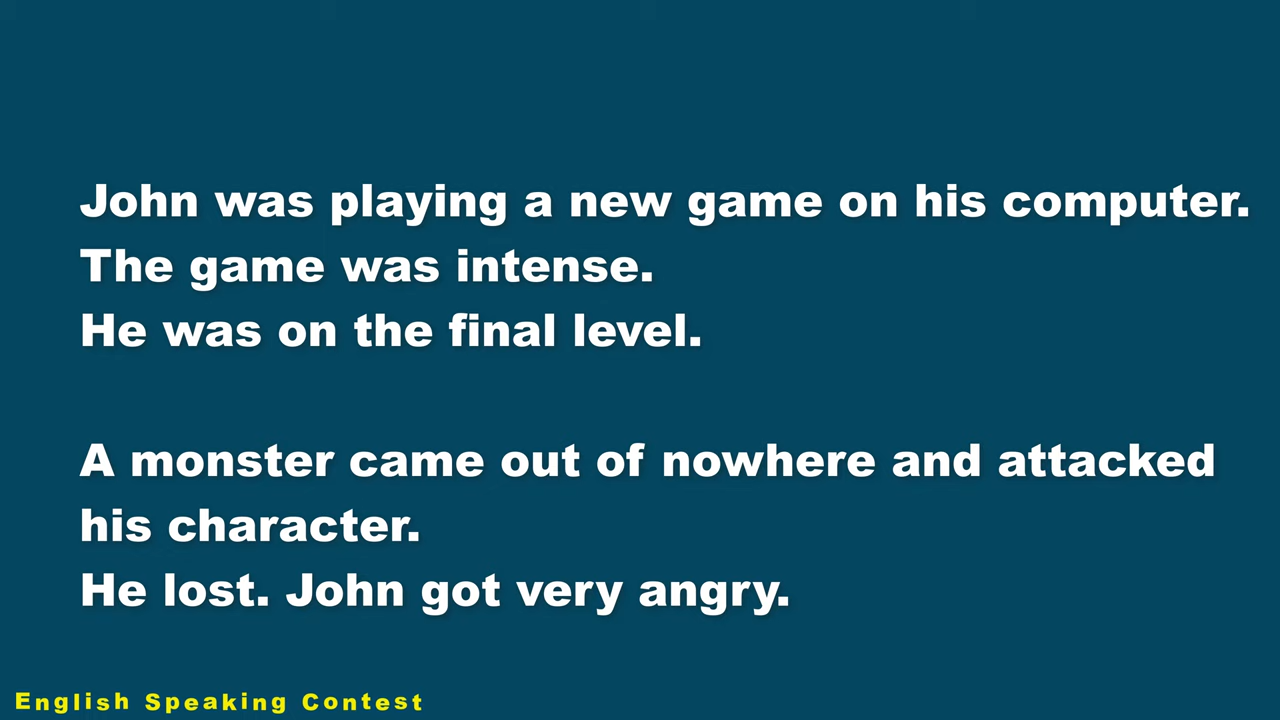 John was playing a new game on his computer.
The game was intense.
He was on the final level.
A monster came out of nowhere and attacked
his character.
He lost. John got very angry.
English Speaking Contest